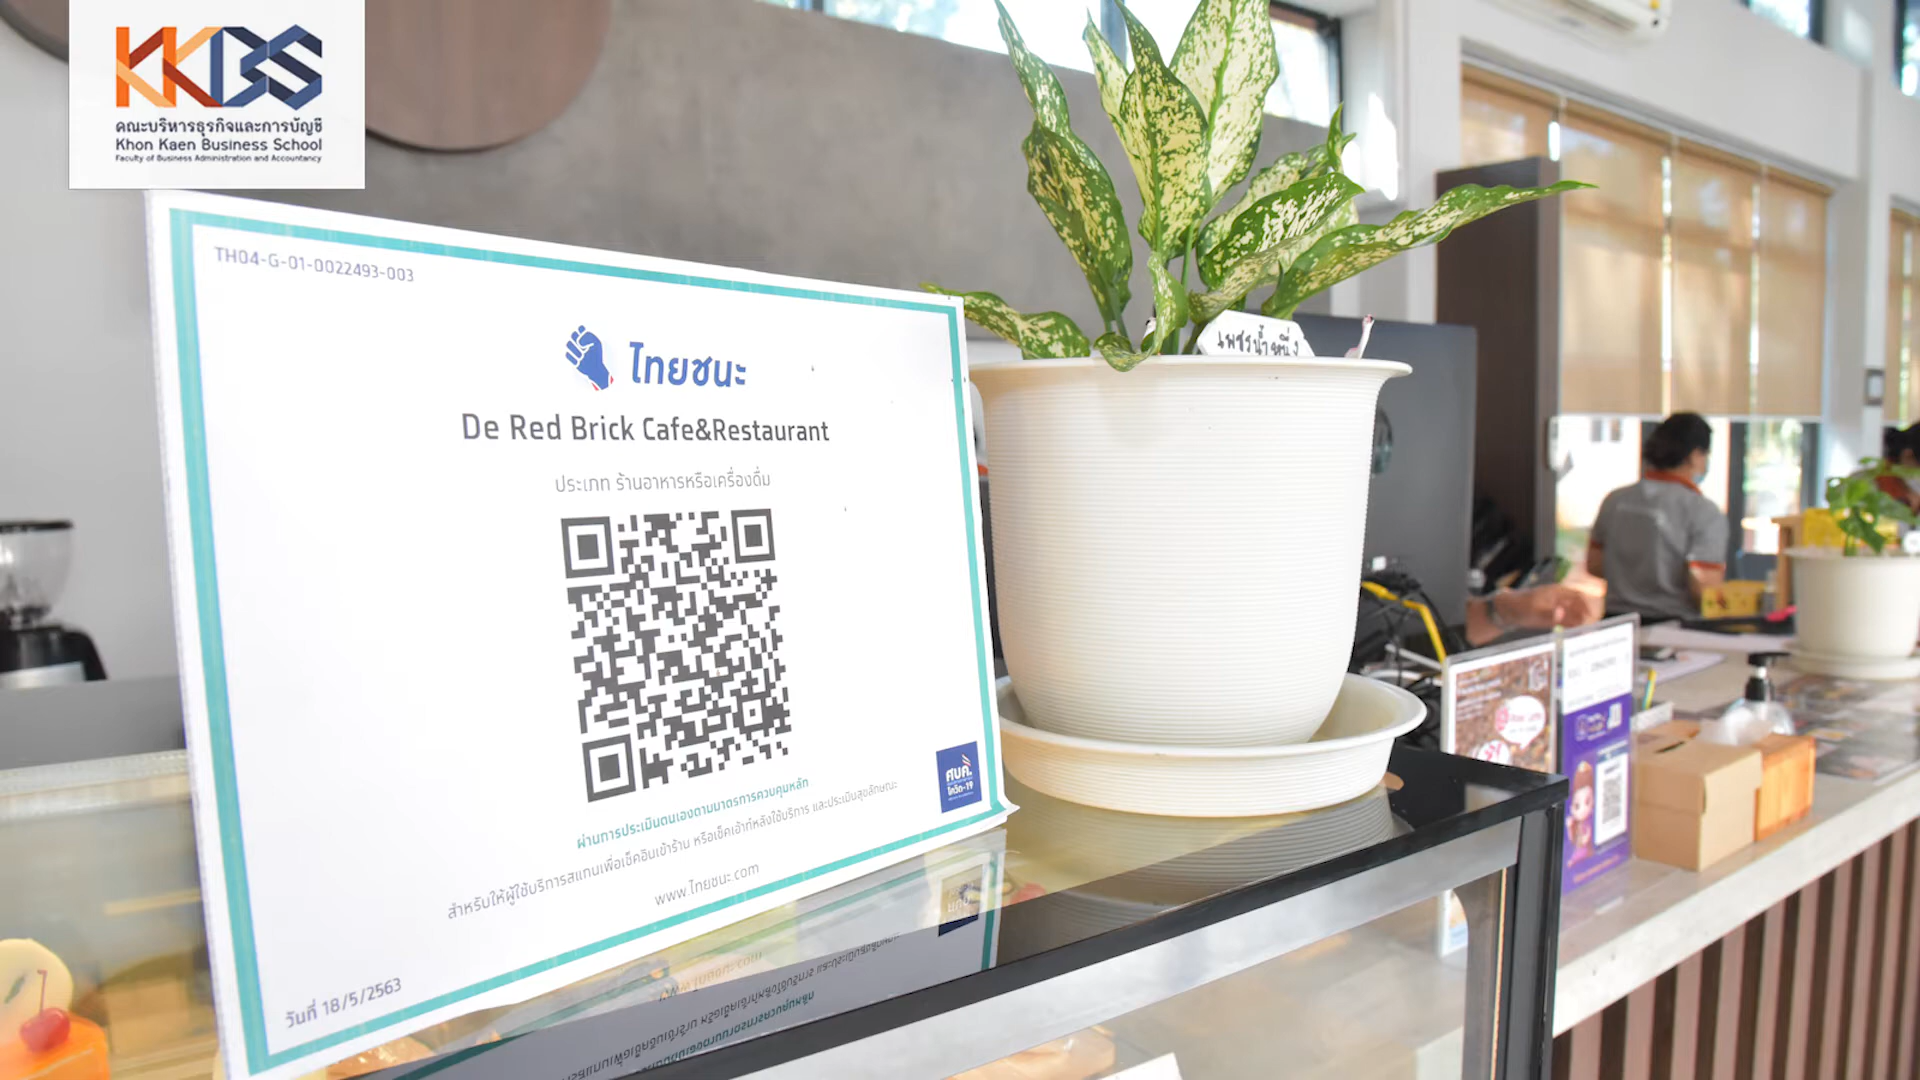 KKBS
คณะบริหารธุรกิจและการบัญชี
Khon Kaen Business School
Faculty of Business Administration and Accountancy
TH04-G-01-0022493-003
ไทยชนะ
De Red Brick Cafe&Restaurant
ประเภท ร้านอาหารหรือเครื่องดื่ม
ผ่านการประเมินตนเองตามมาตรการควบคุมหลัก
สำหรับให้ผู้ใช้บริการสแกนเพื่อเช็คอินเข้าร้าน หรือเช็คเอ้าท์หลังใช้บริการ และประเมินสุขลักษณะ
www.ไทยชนะ.com
วันที่ 18/5/2563
ศบค.
โควิด-19
เพชรน้ำหนึ่ง